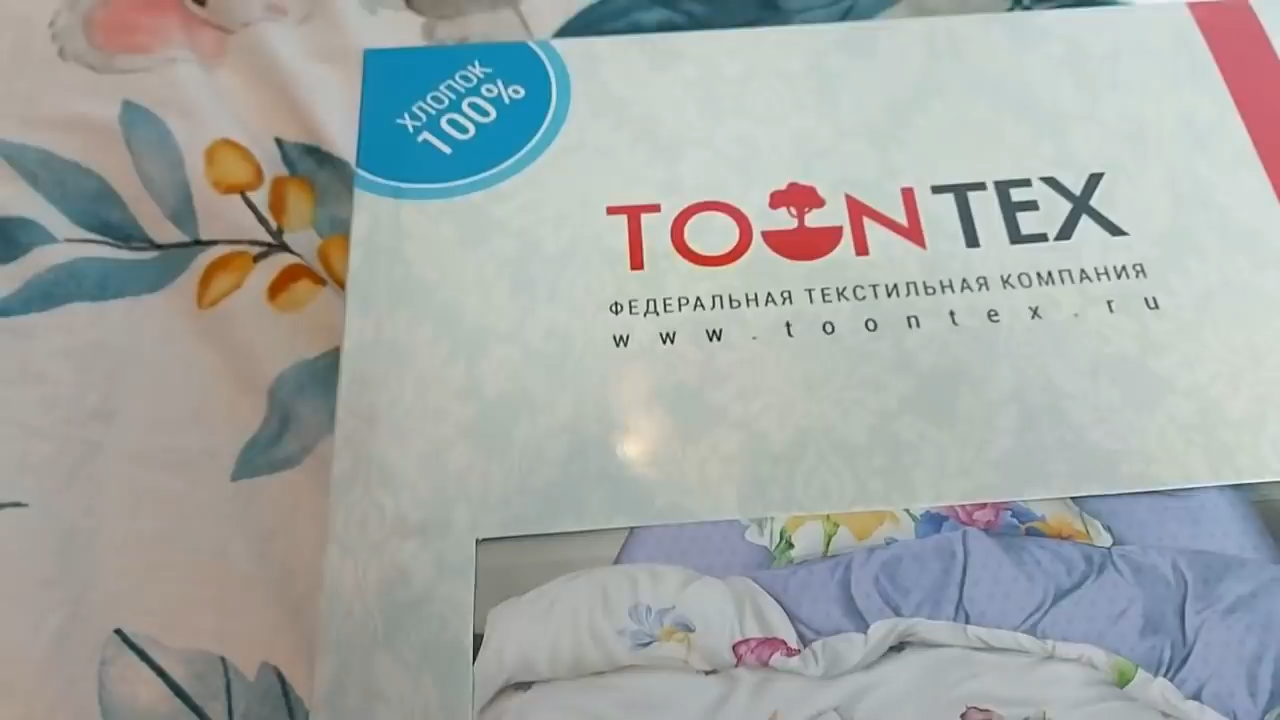 ХЛОПОК
100%
TOONTEX
ФЕДЕРАЛЬНАЯ ТЕКСТИЛЬНАЯ КОМПАНИЯ
www.toontex.ru